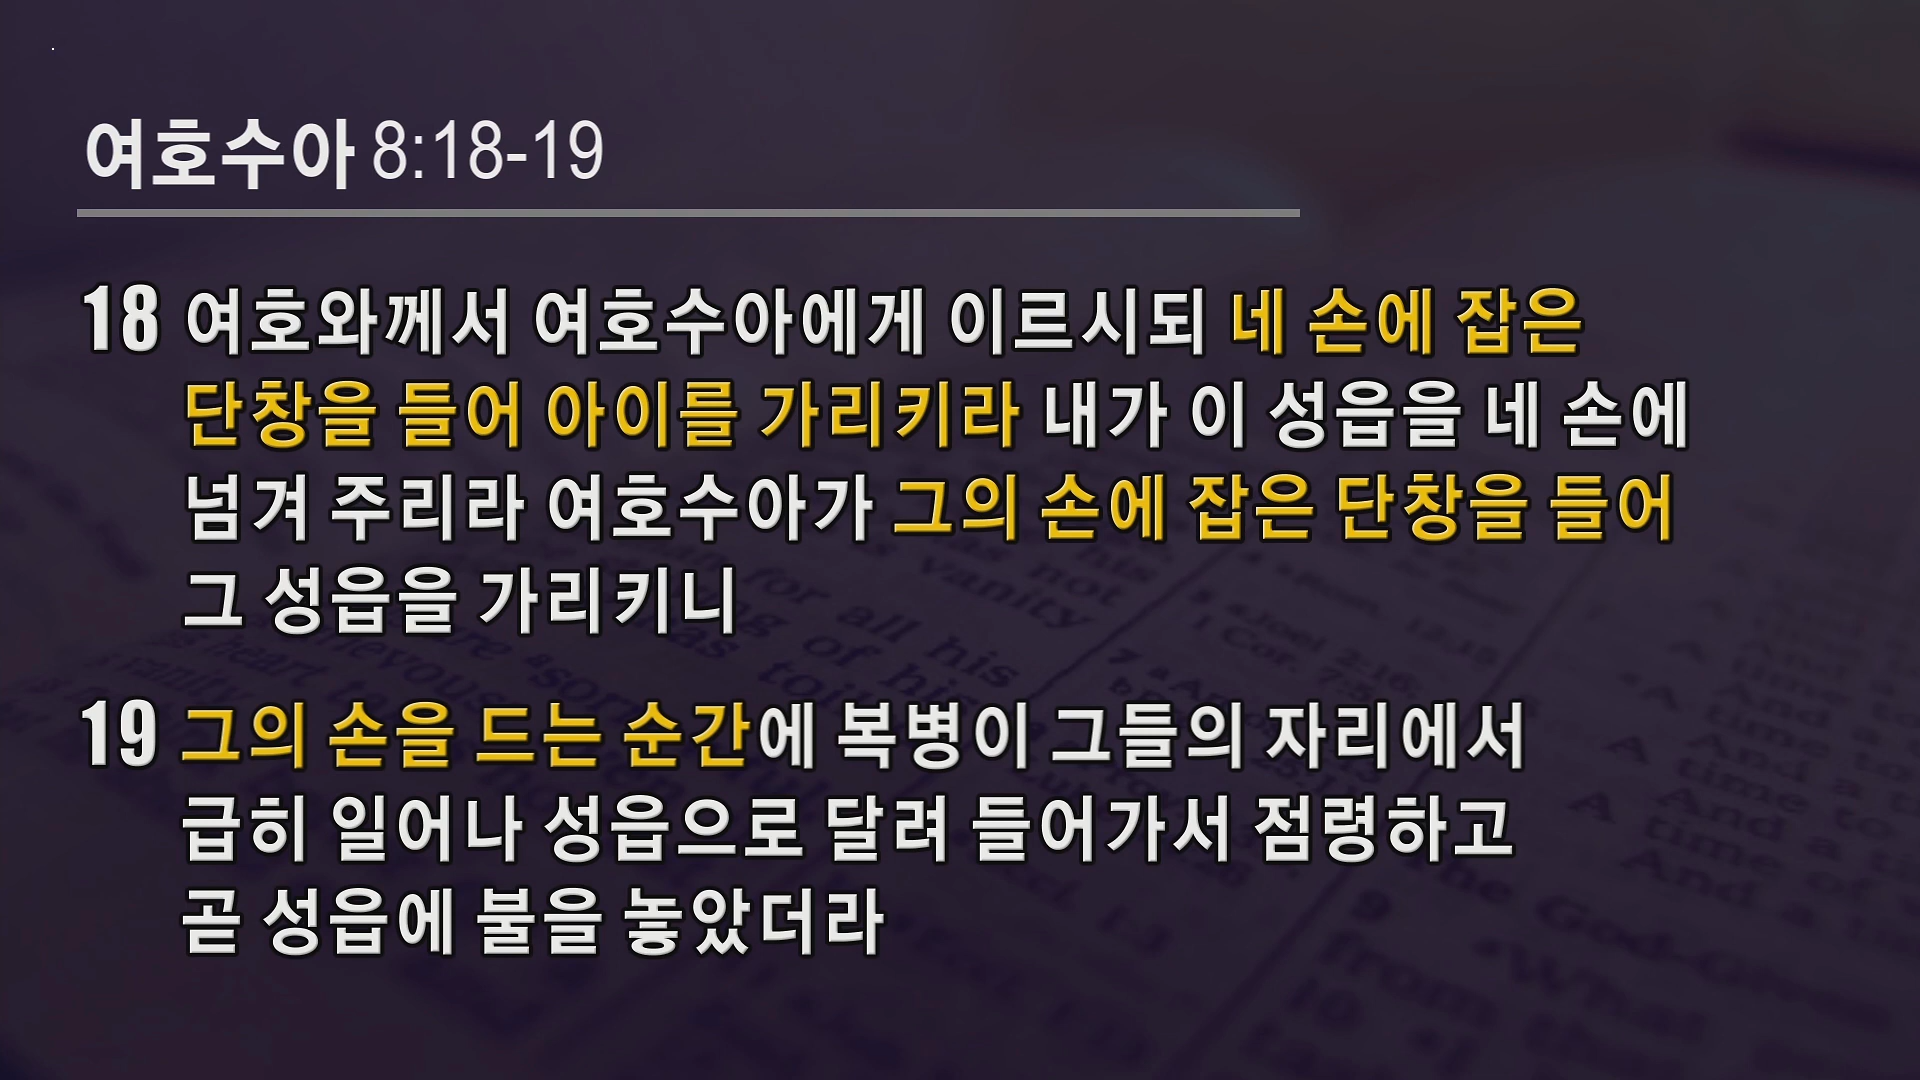 여호수아 8:18-19
18 여호와께서 여호수아에게 이르시되 네 손에 잡은
단창을 들어 아이를 가리키라 내가 이 성읍을 네 손에
넘겨 주리라 여호수아가 그의 손에 잡은 단창을 들어
그 성읍을 가리키니
19 그의 손을 드는 순간에 복병이 그들의 자리에서
급히 일어나 성읍으로 달려 들어가서 점령하고
곧 성읍에 불을 놓았더라